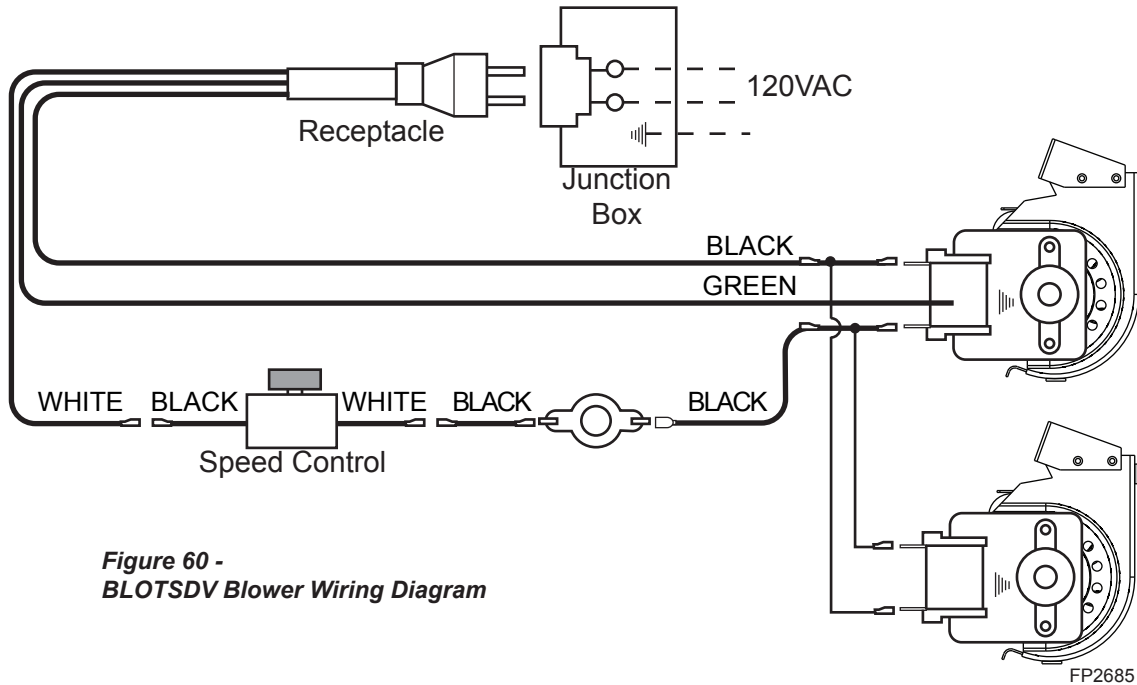 120VAC
Receptacle
Junction
Box
BLACK
GREEN
WHITE BLACK WHITE BLACK BLACK
Speed Control
Figure 60 -
BLOTSDV Blower Wiring Diagram
FP2685